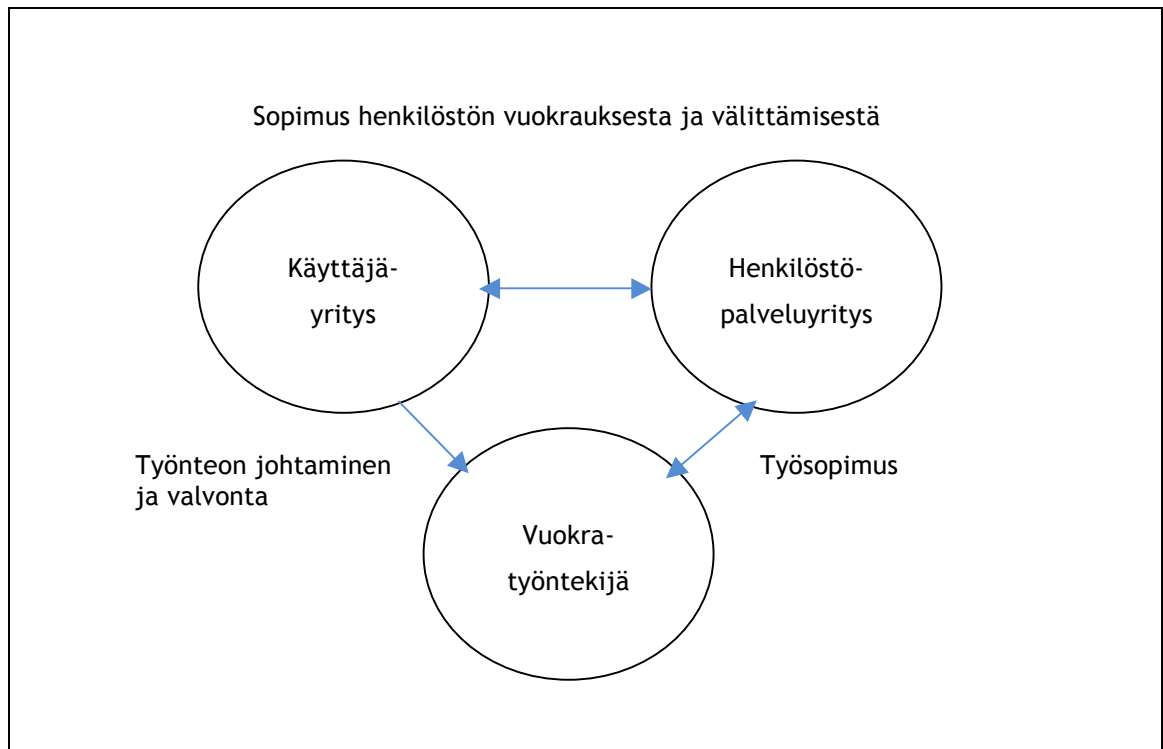 Sopimus henkilöstön vuokrauksesta ja välittämisestä
Käyttäjä-
yritys
Henkilöstö-
palveluyritys
Työnteon johtaminen
ja valvonta
Työsopimus
Vuokra-
työntekijä